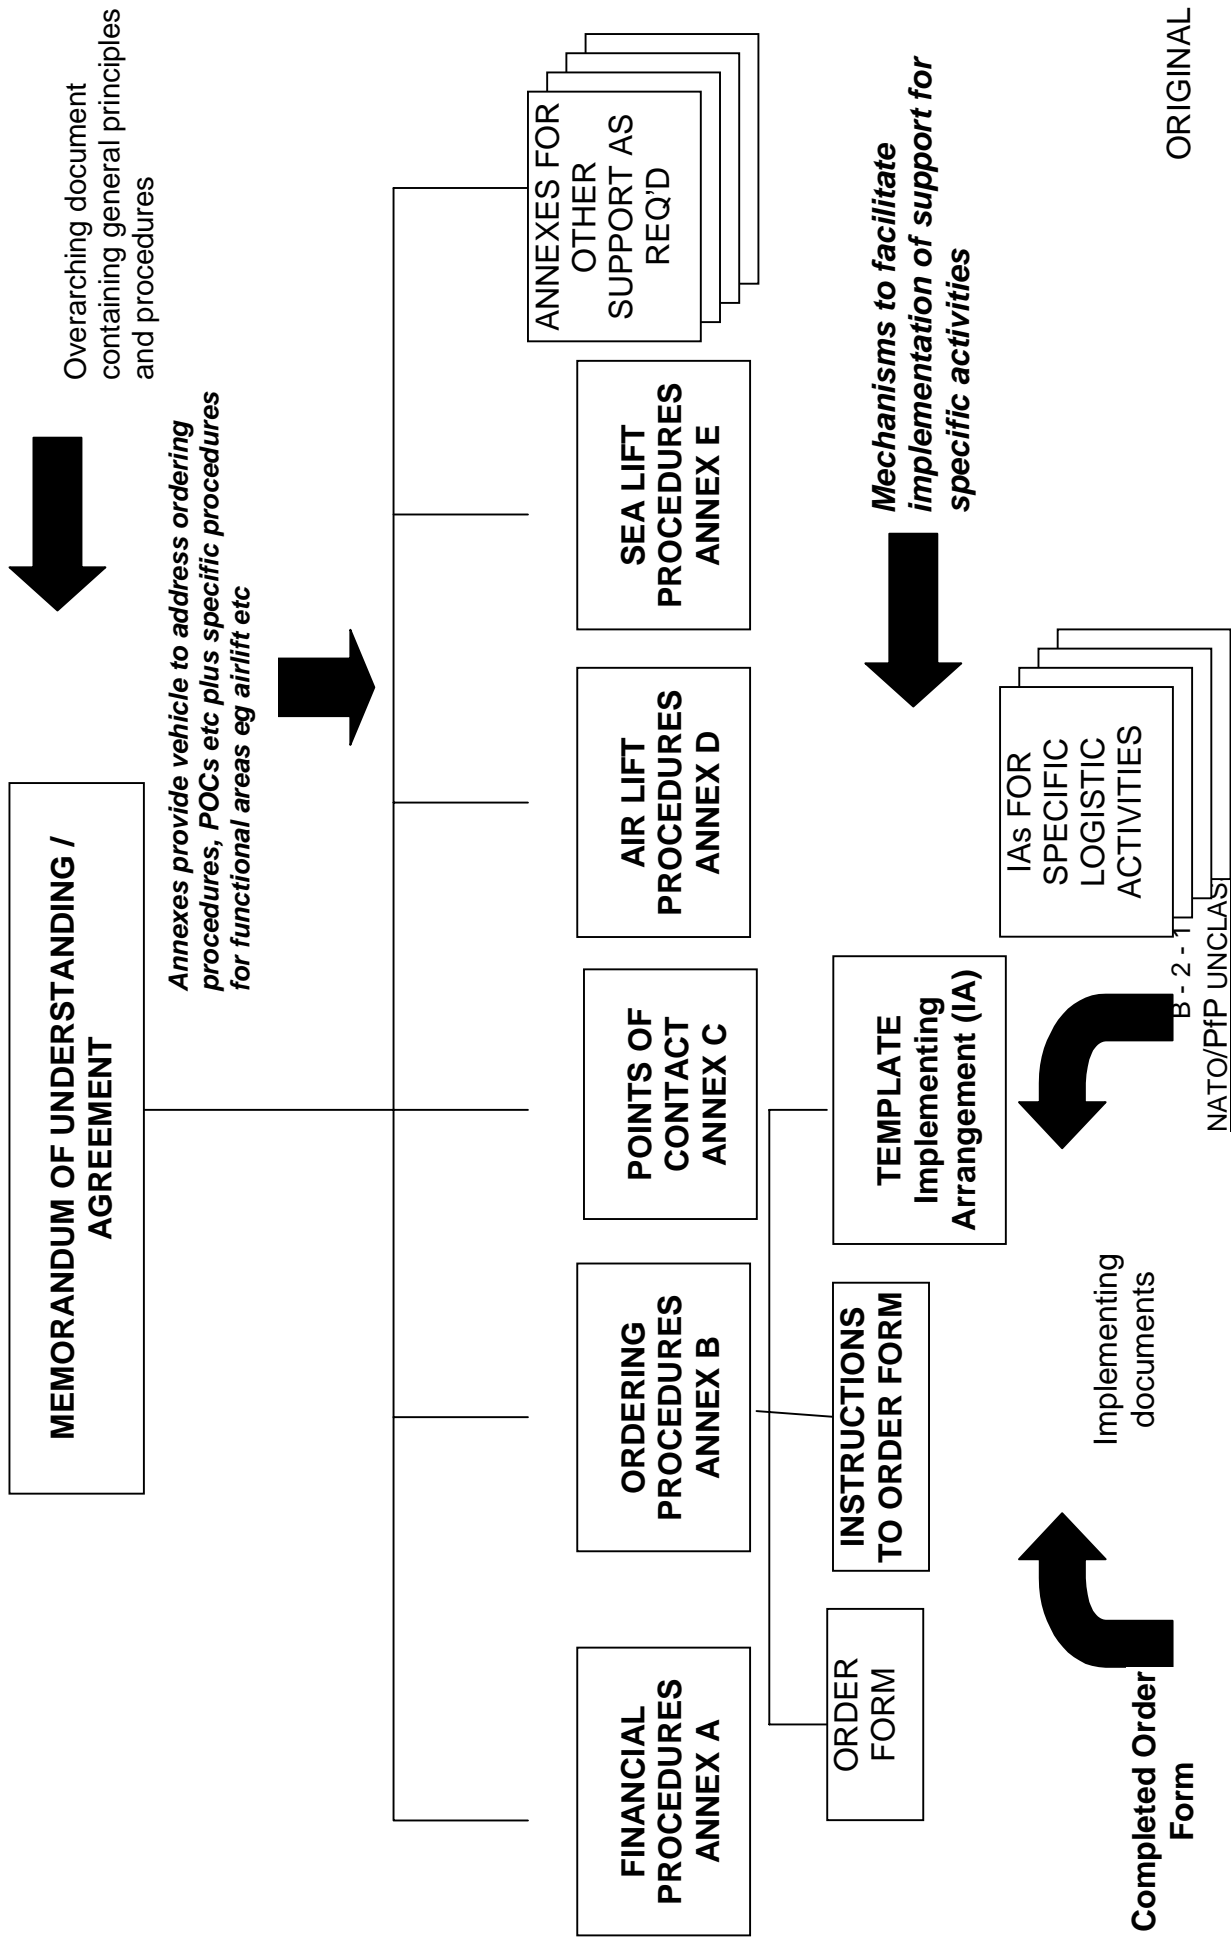 MEMORANDUM OF UNDERSTANDING /
AGREEMENT
Overarching document
containing general principles
and procedures
Annexes provide vehicle to address ordering
procedures, POCs etc plus specific procedures
for functional areas eg airlift etc
FINANCIAL
PROCEDURES
ANNEX A
ORDERING
PROCEDURES
ANNEX B
POINTS OF
CONTACT
ANNEX C
AIR LIFT
PROCEDURES
ANNEX D
SEA LIFT
PROCEDURES
ANNEX E
ANNEXES FOR
OTHER
SUPPORT AS
REQ’D
ORDER
FORM
INSTRUCTIONS
TO ORDER FORM
TEMPLATE
Implementing
Arrangement (IA)
Mechanisms to facilitate
implementation of support for
specific activities
IAs FOR
SPECIFIC
LOGISTIC
ACTIVITIES
Implementing
documents
Completed Order
Form
B - 2 - 1
NATO/PfP UNCLAS
ORIGINAL